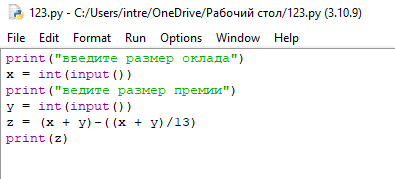 123.py - C:/Users/intre/OneDrive/Рабочий стол/123.py (3.10.9)
File Edit Format Run Options Window Help
print("введите размер оклада")
x = int(input())
print("ведите размер премии")
y = int(input())
z = (x + y)-((x + y)/13)
print(z)